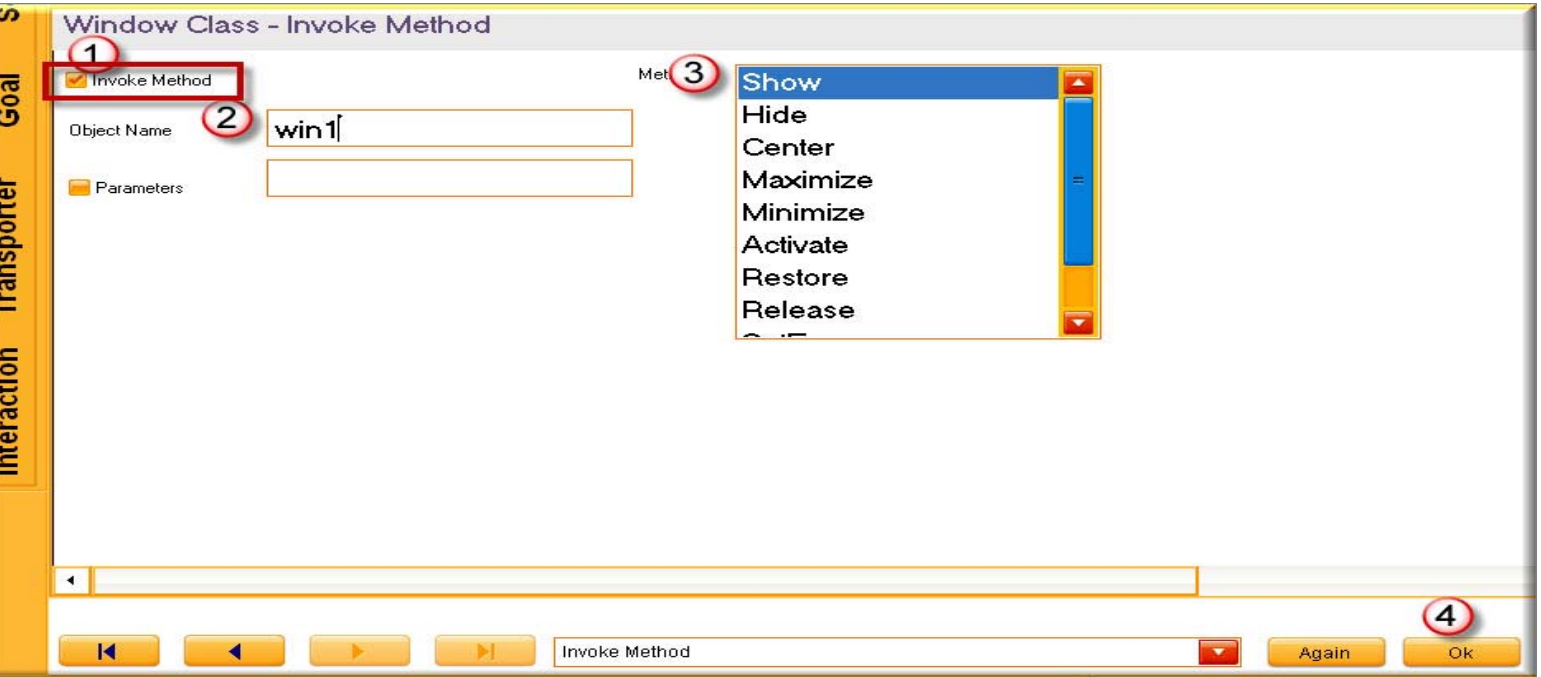 Window Class - Invoke Method
1
Invoke Method
Met
3
Object Name
2
win1
Parameters
Show
Hide
Center
Maximize
Minimize
Activate
Restore
Release
Goal
Transporter
Interaction
4
Invoke Method
Again
Ok